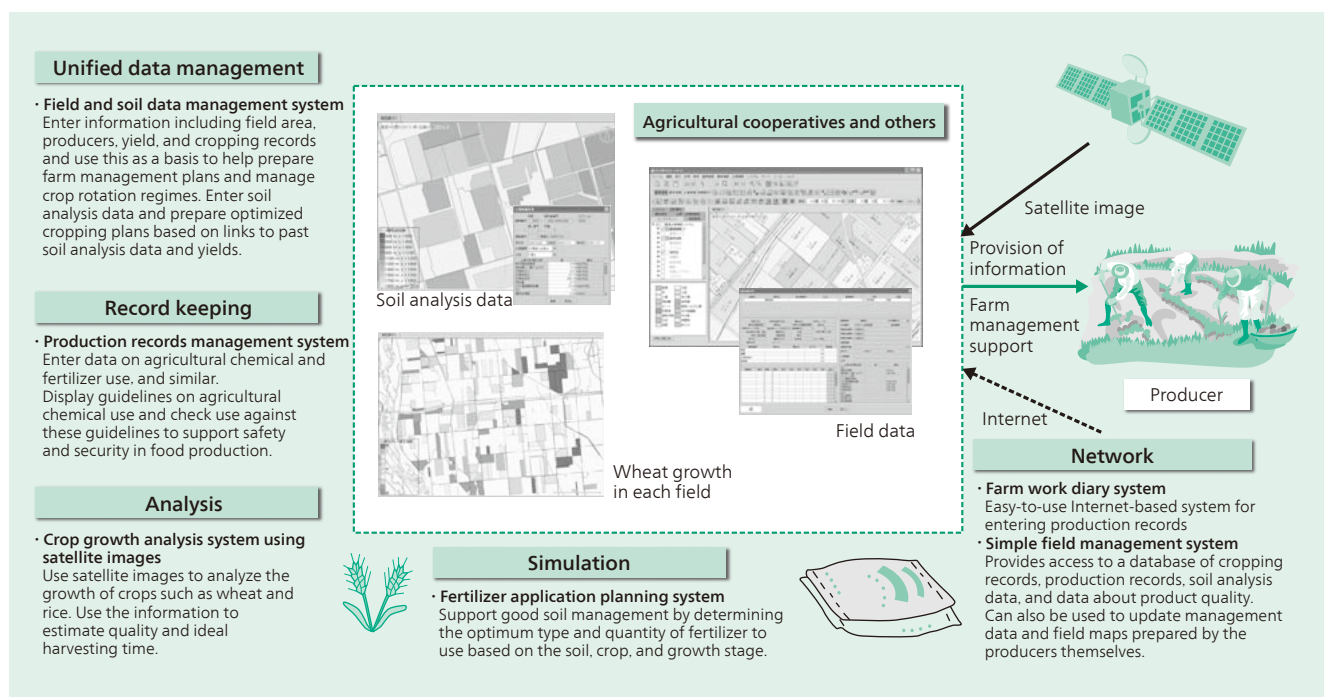 Unified data management
· Field and soil data management system
Enter information including field area,
producers, yield, and cropping records
and use this as a basis to help prepare
farm management plans and manage
crop rotation regimes. Enter soil
analysis data and prepare optimized
cropping plans based on links to past
soil analysis data and yields.
Record keeping
· Production records management system
Enter data on agricultural chemical and
fertilizer use, and similar.
Display guidelines on agricultural
chemical use and check use against
these guidelines to support safety
and security in food production.
Analysis
· Crop growth analysis system using
satellite images
Use satellite images to analyze the
growth of crops such as wheat and
rice. Use the information to
estimate quality and ideal
harvesting time.
Soil analysis data
Agricultural cooperatives and others
Field data
Wheat growth
in each field
Simulation
· Fertilizer application planning system
Support good soil management by determining
the optimum type and quantity of fertilizer to
use based on the soil, crop, and growth stage.
Satellite image
Provision of
information
Farm
management
support
Producer
Internet
Network
· Farm work diary system
Easy-to-use Internet-based system for
entering production records
· Simple field management system
Provides access to a database of cropping
records, production records, soil analysis
data, and data about product quality.
Can also be used to update management
data and field maps prepared by the
producers themselves.